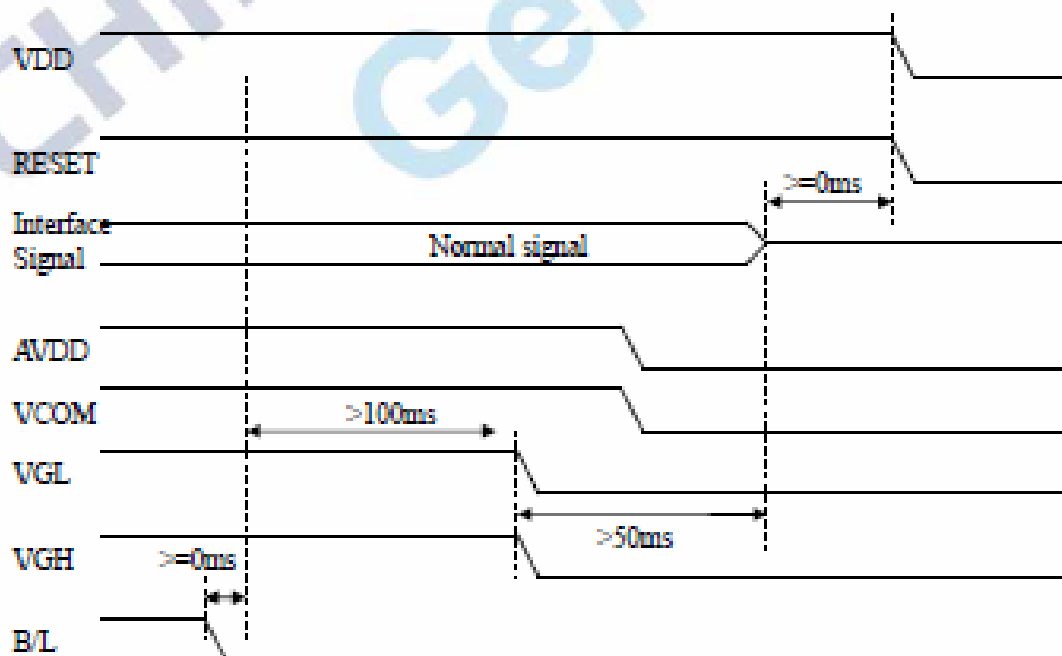 VDD
RESET
>=0ms
Interface
Signal
Normal signal
AVDD
VCOM
>100ms
VGL
>50ms
VGH
>=0ms
B/L